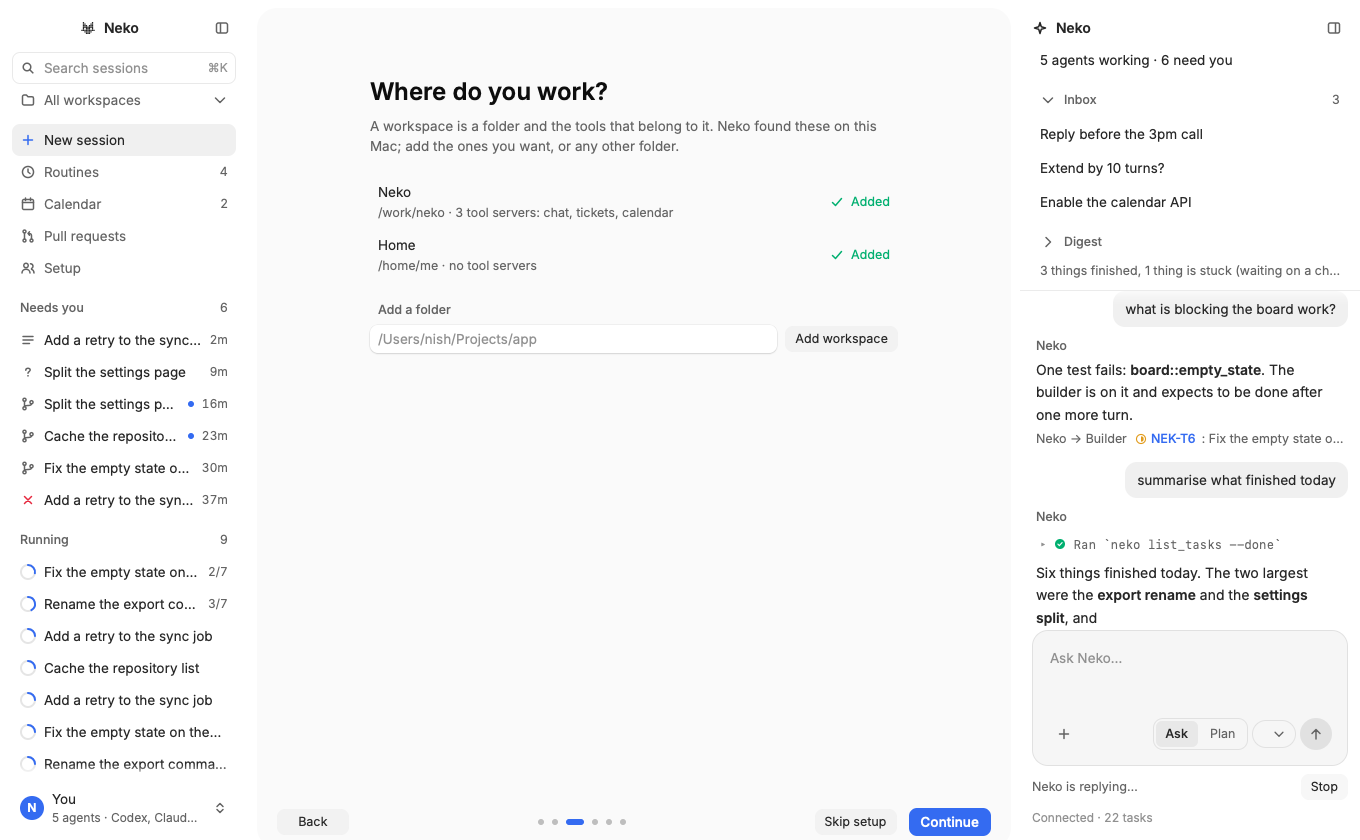 Neko
Search sessions ⌘K
All workspaces
New session
Routines 4
Calendar 2
Pull requests
Setup
Needs you 6
Add a retry to the sync... 2m
? Split the settings page 9m
Split the settings p... 16m
Cache the reposito... 23m
Fix the empty state o... 30m
Add a retry to the syn... 37m
Running 9
Fix the empty state on... 2/7
Rename the export co... 3/7
Add a retry to the sync job
Cache the repository list
Add a retry to the sync job
Fix the empty state on the...
Rename the export comma...
N
You
5 agents · Codex, Claud...
Where do you work?
A workspace is a folder and the tools that belong to it. Neko found these on this
Mac; add the ones you want, or any other folder.
Neko
/work/neko · 3 tool servers: chat, tickets, calendar
Added
Home
/home/me · no tool servers
Added
Add a folder
/Users/nish/Projects/app
Add workspace
Back
Skip setup
Continue
Neko
5 agents working · 6 need you
Inbox 3
Reply before the 3pm call
Extend by 10 turns?
Enable the calendar API
Digest
3 things finished, 1 thing is stuck (waiting on a ch...
what is blocking the board work?
Neko
One test fails: board::empty_state. The
builder is on it and expects to be done after
one more turn.
Neko → Builder NEK-T6 : Fix the empty state o...
summarise what finished today
Neko
Ran `neko list_tasks --done`
Six things finished today. The two largest
were the export rename and the settings
split, and
Ask Neko...
Ask Plan
Neko is replying...
Stop
Connected · 22 tasks